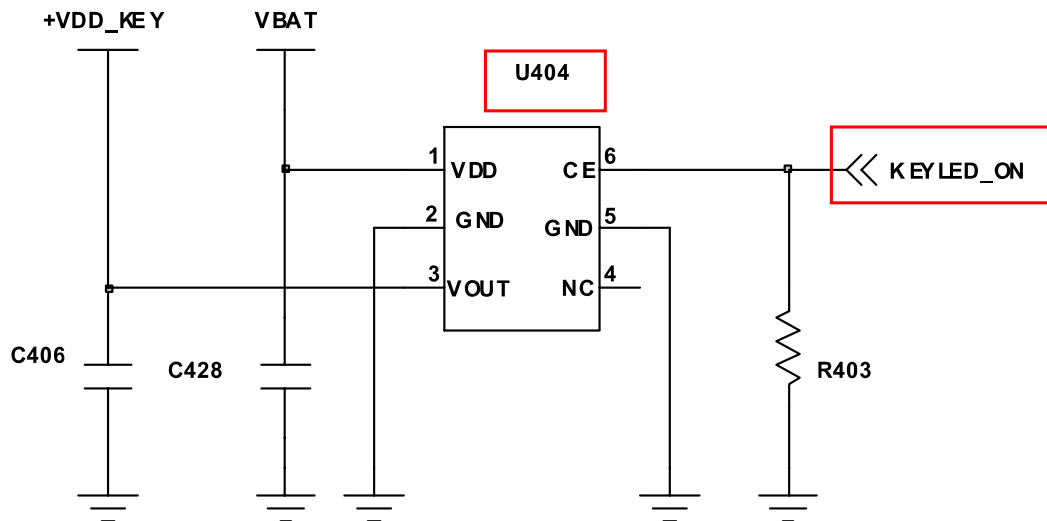 +VDD_KEY VBAT
U404
1 VDD CE 6
2 GND GND 5
3 VOUT NC 4
KEYLED_ON
C406 C428 R403